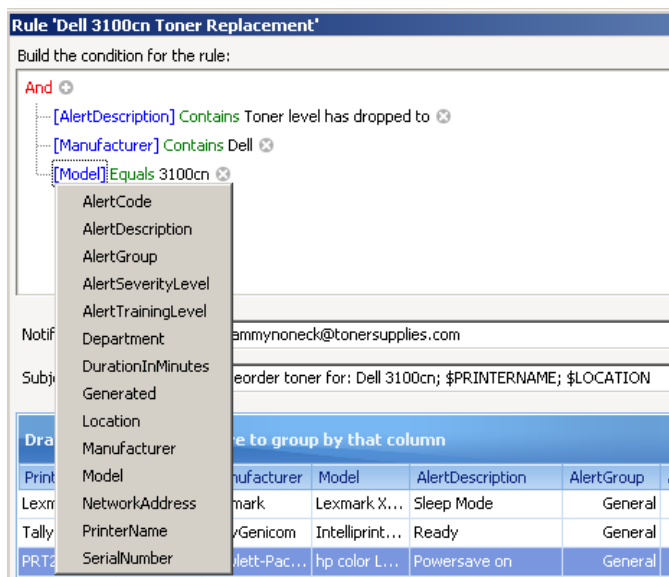 Rule 'Dell 3100cn Toner Replacement'
Build the condition for the rule:
And
[AlertDescription] Contains Toner level has dropped to
[Manufacturer] Contains Dell
[Model] Equals 3100cn
AlertCode
AlertDescription
AlertGroup
AlertSeverityLevel
AlertTrainingLevel
Department
DurationInMinutes
Generated
Location
Manufacturer
Model
NetworkAddress
PrinterName
SerialNumber
Notif ammynoneck@tonersupplies.com
Subj eorder toner for: Dell 3100cn; $PRINTERNAME; $LOCATION
Dra e to group by that column
Print nufacturer Model AlertDescription AlertGroup
Lexm mark Lexmark X... Sleep Mode General
Tally yGenicom Intelliprint... Ready General
PRT2 wlett-Pac... hp color L... Powersave on General